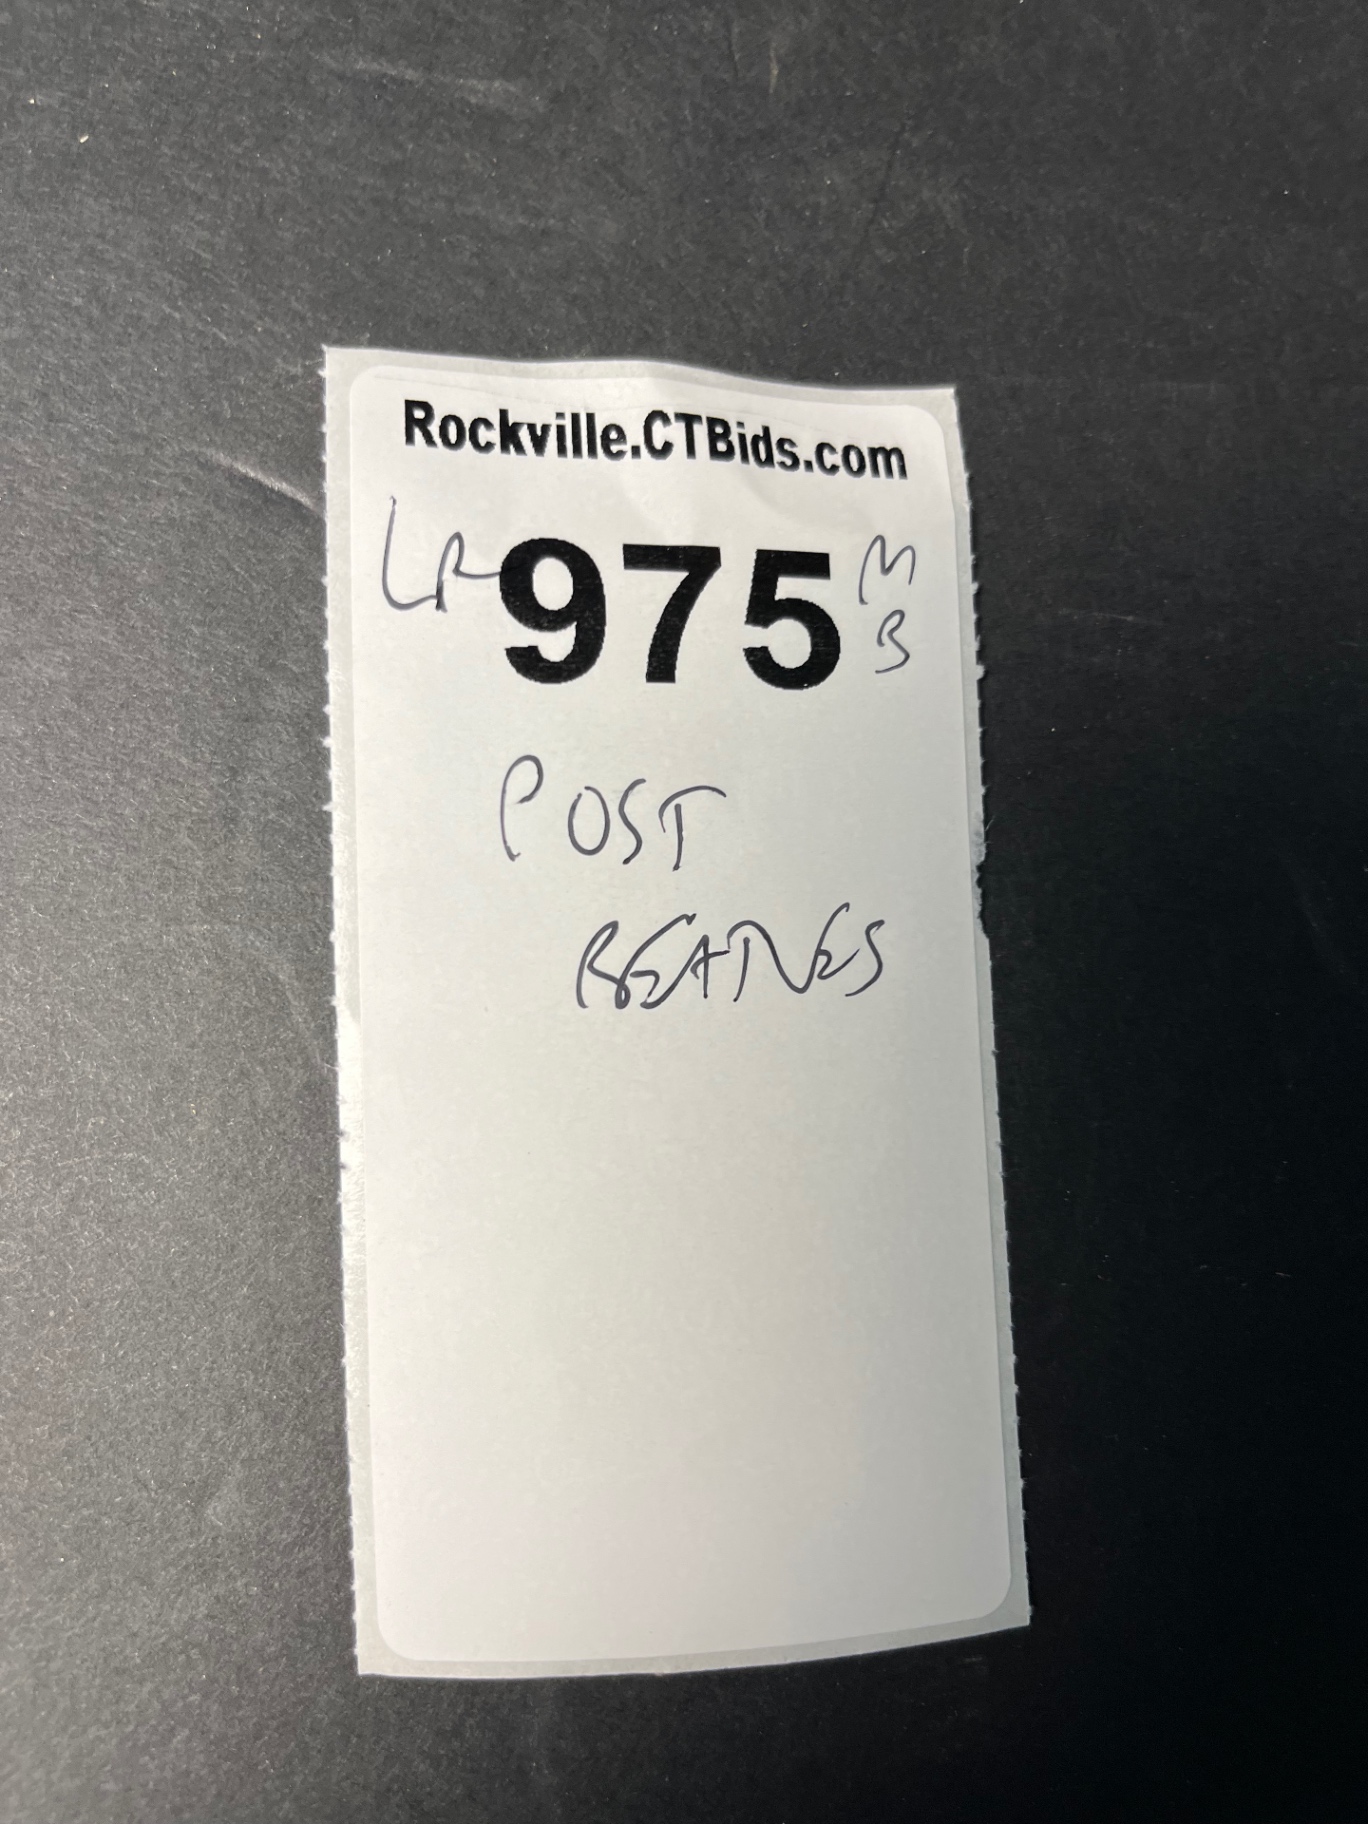 Rockville.CTBids.com
LR 975 M
B
POST
BEATLES